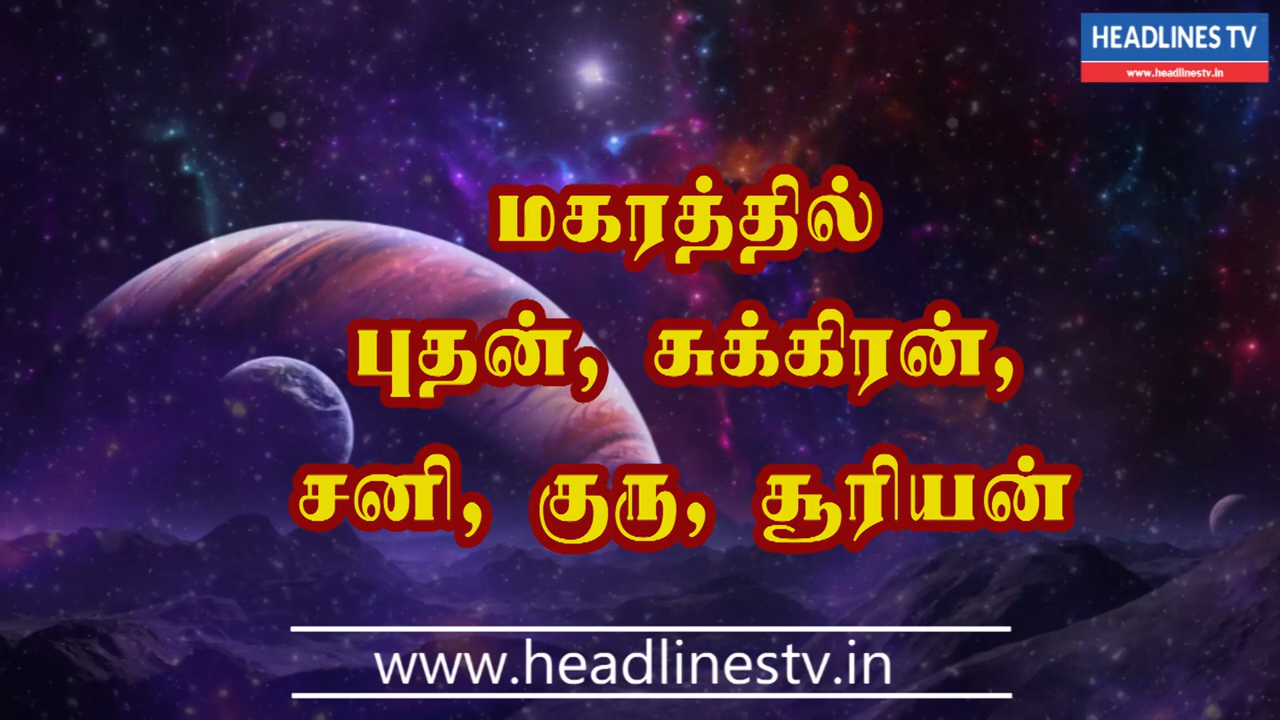 HEADLINES TV
www.headlinestv.in
மகரத்தில்
புதன், சுக்கிரன்,
சனி, குரு, சூரியன்
www.headlinestv.in